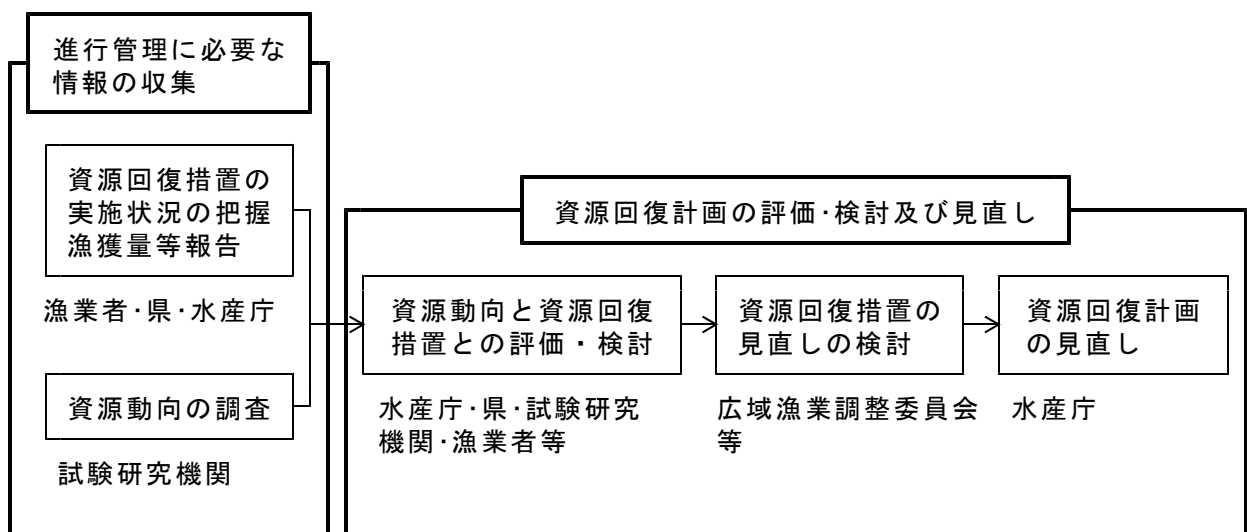 進行管理に必要な
情報の収集
資源回復措置の
実施状況の把握
漁獲量等報告
漁業者･県･水産庁
資源動向の調査
試験研究機関
資源回復計画の評価･検討及び見直し
資源動向と資源回復
措置との評価・検討
水産庁･県･試験研究
機関･漁業者等
資源回復措置の
見直しの検討
広域漁業調整委員会
等
資源回復計画
の見直し
水産庁